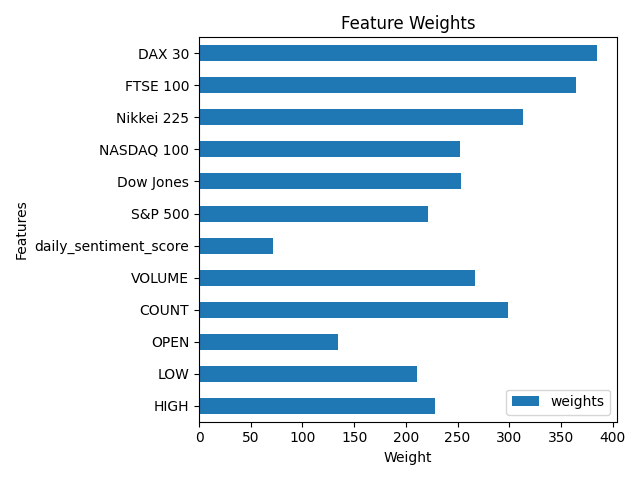 Feature Weights
DAX 30
FTSE 100
Nikkei 225
NASDAQ 100
Dow Jones
S&P 500
daily_sentiment_score
VOLUME
COUNT
OPEN
LOW
HIGH
Features
weights
0 50 100 150 200 250 300 350 400
Weight